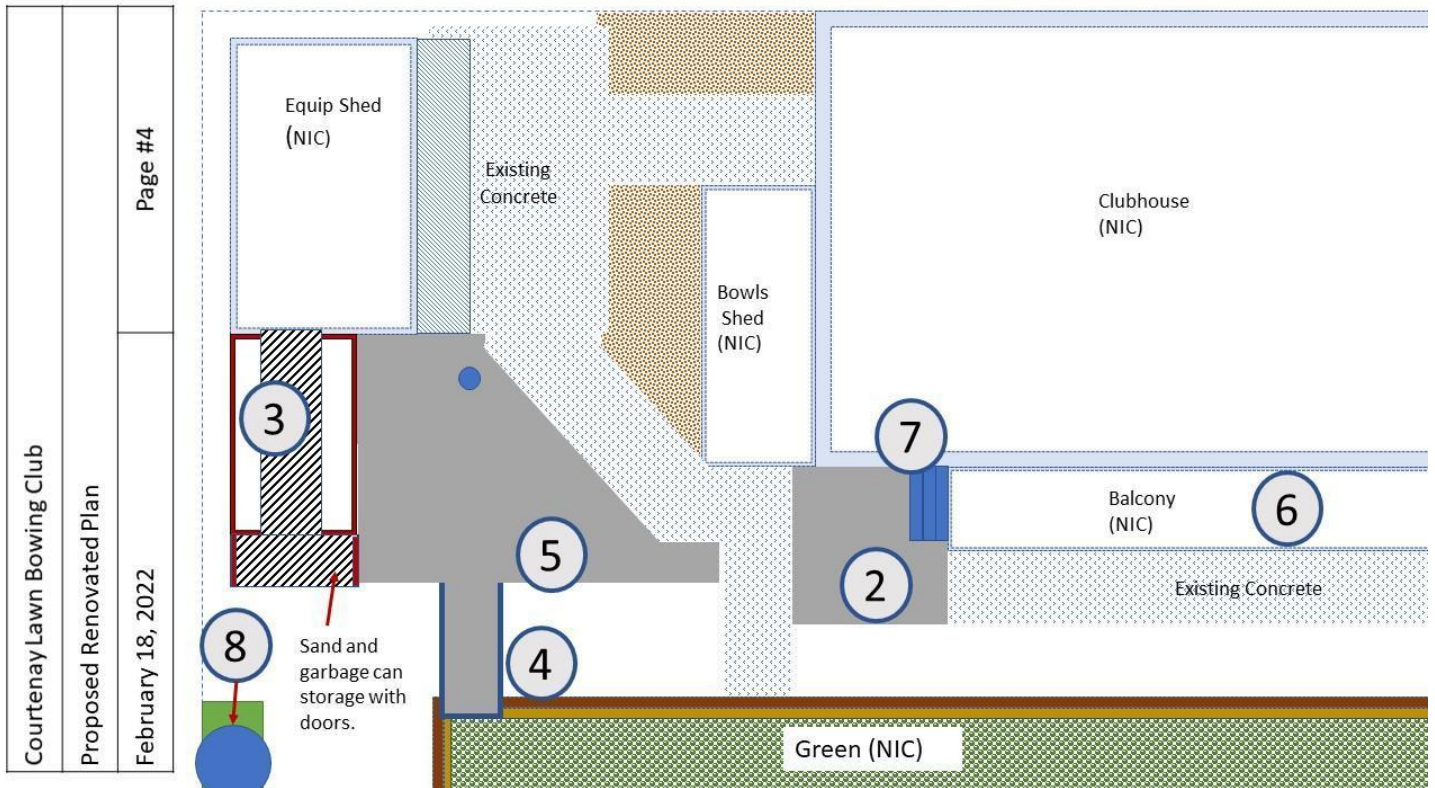 Courtenay Lawn Bowing Club
Proposed Renovated Plan
February 18, 2022
Page #4
Equip Shed
(NIC)
Existing
Concrete
Clubhouse
(NIC)
Bowls
Shed
(NIC)
3
7
Balcony
(NIC)
6
5
2
Existing Concrete
8
Sand and
garbage can
storage with
doors.
4
Green (NIC)